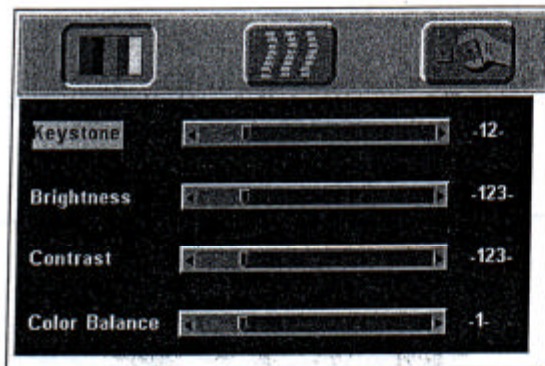 Keystone -12-
Brightness -123-
Contrast -123-
Color Balance -1-